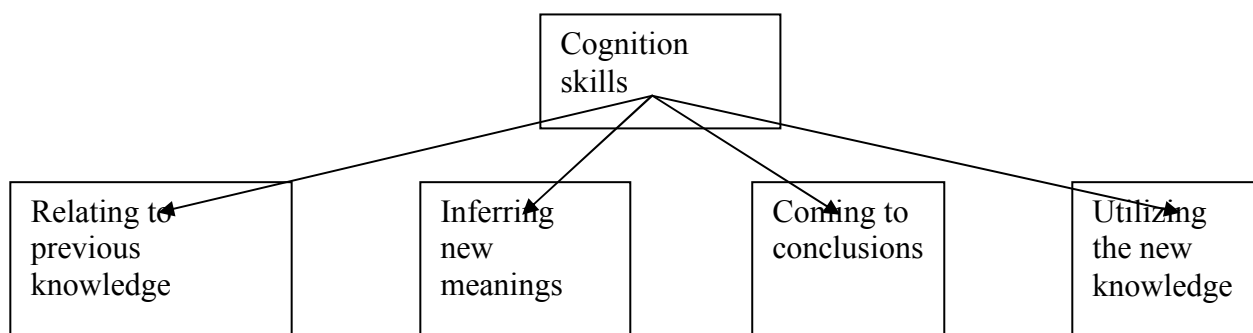 Cognition
skills
Relating to
previous
knowledge
Inferring
new
meanings
Coming to
conclusions
Utilizing
the new
knowledge